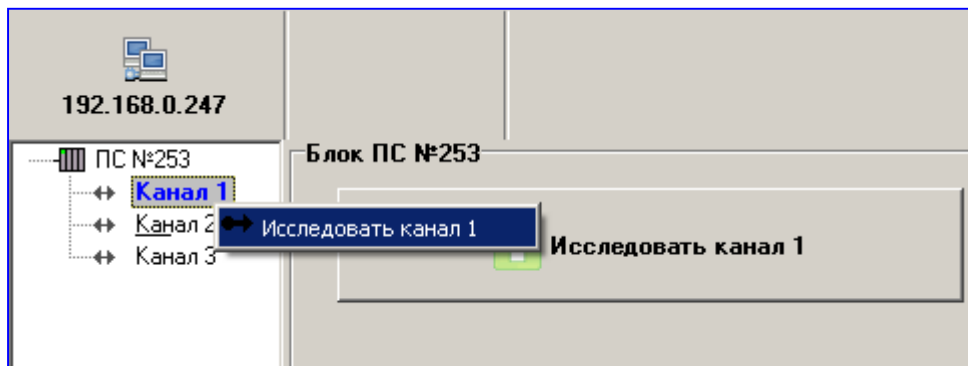 192.168.0.247
ПС №253
Канал 1
Канал 2
Канал 3
Исследовать канал 1
Блок ПС №253
Исследовать канал 1